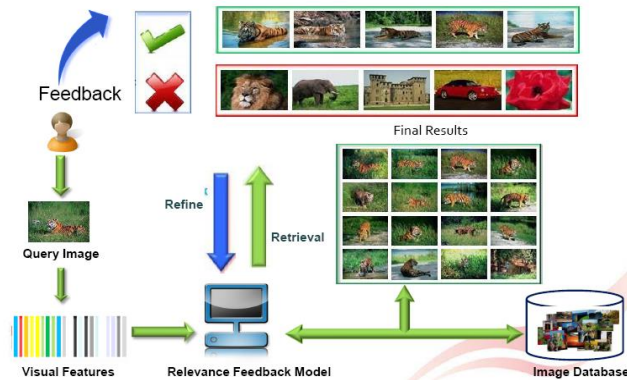 Feedback
Final Results
Refine
Retrieval
Query Image
Visual Features
Relevance Feedback Model
Image Database